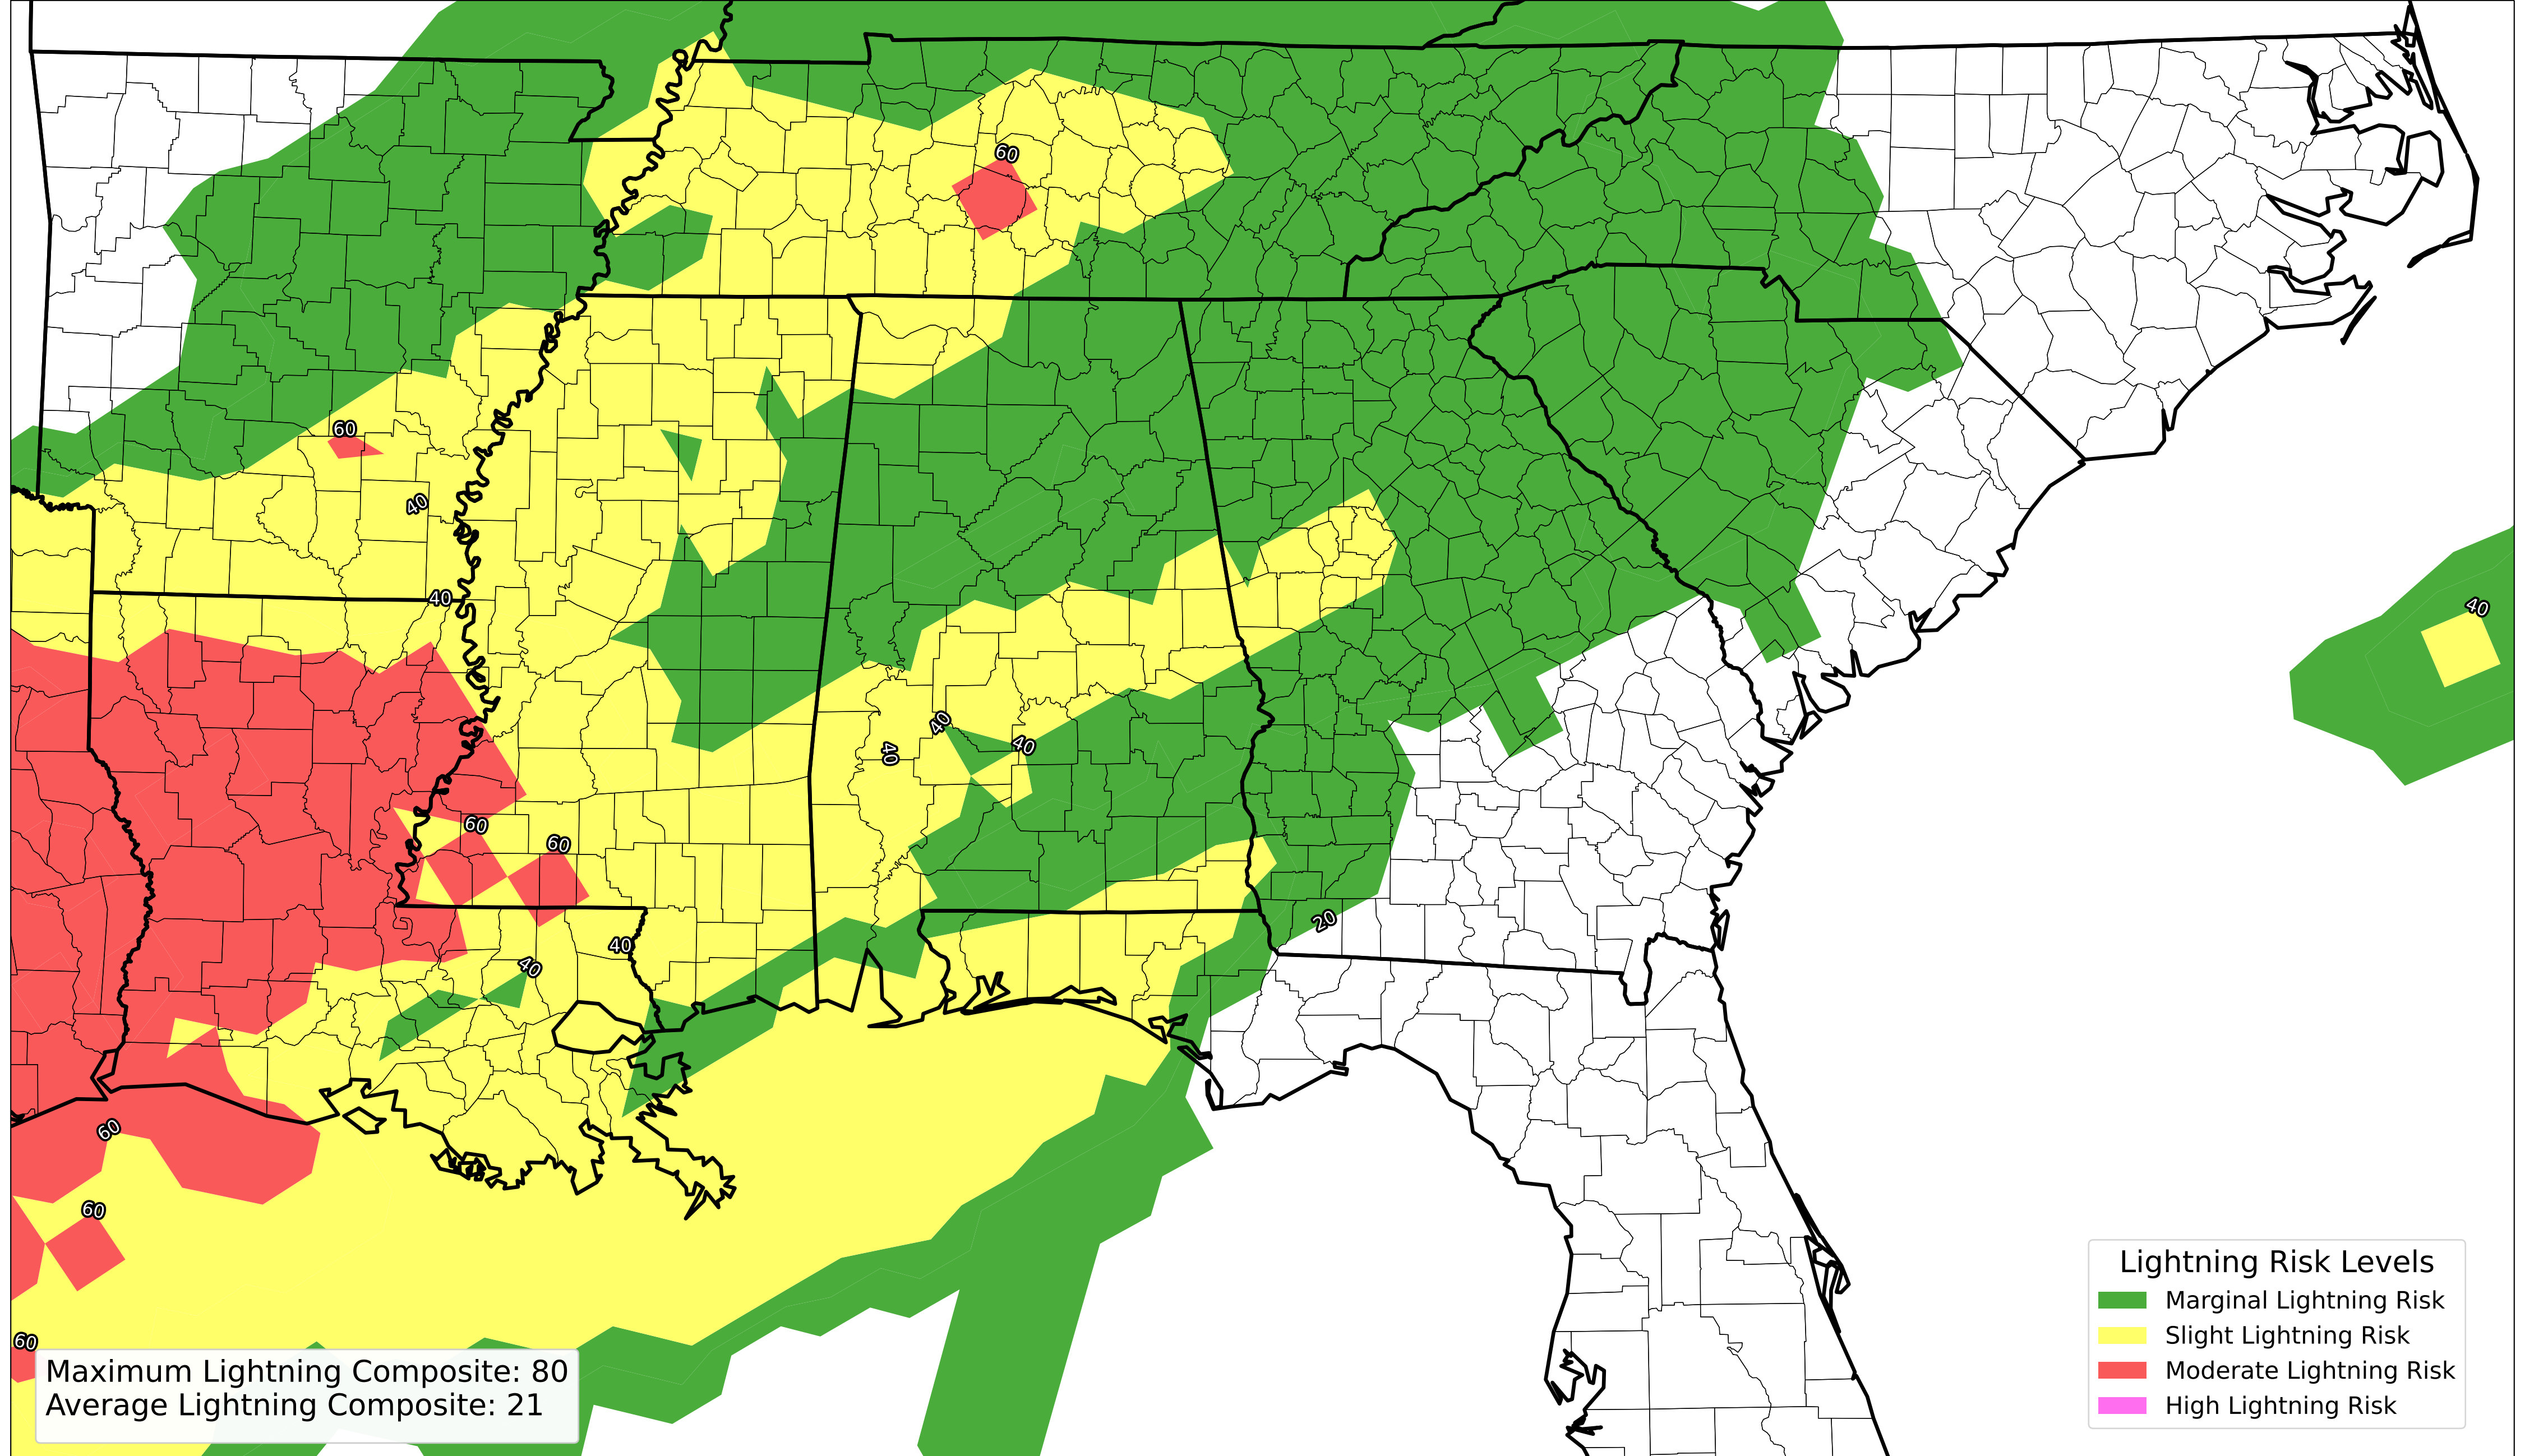 60
60
40
40
40
40
40
40
60
60
20
40
40
60
60
60
Maximum Lightning Composite: 80
Average Lightning Composite: 21
Lightning Risk Levels
Marginal Lightning Risk
Slight Lightning Risk
Moderate Lightning Risk
High Lightning Risk